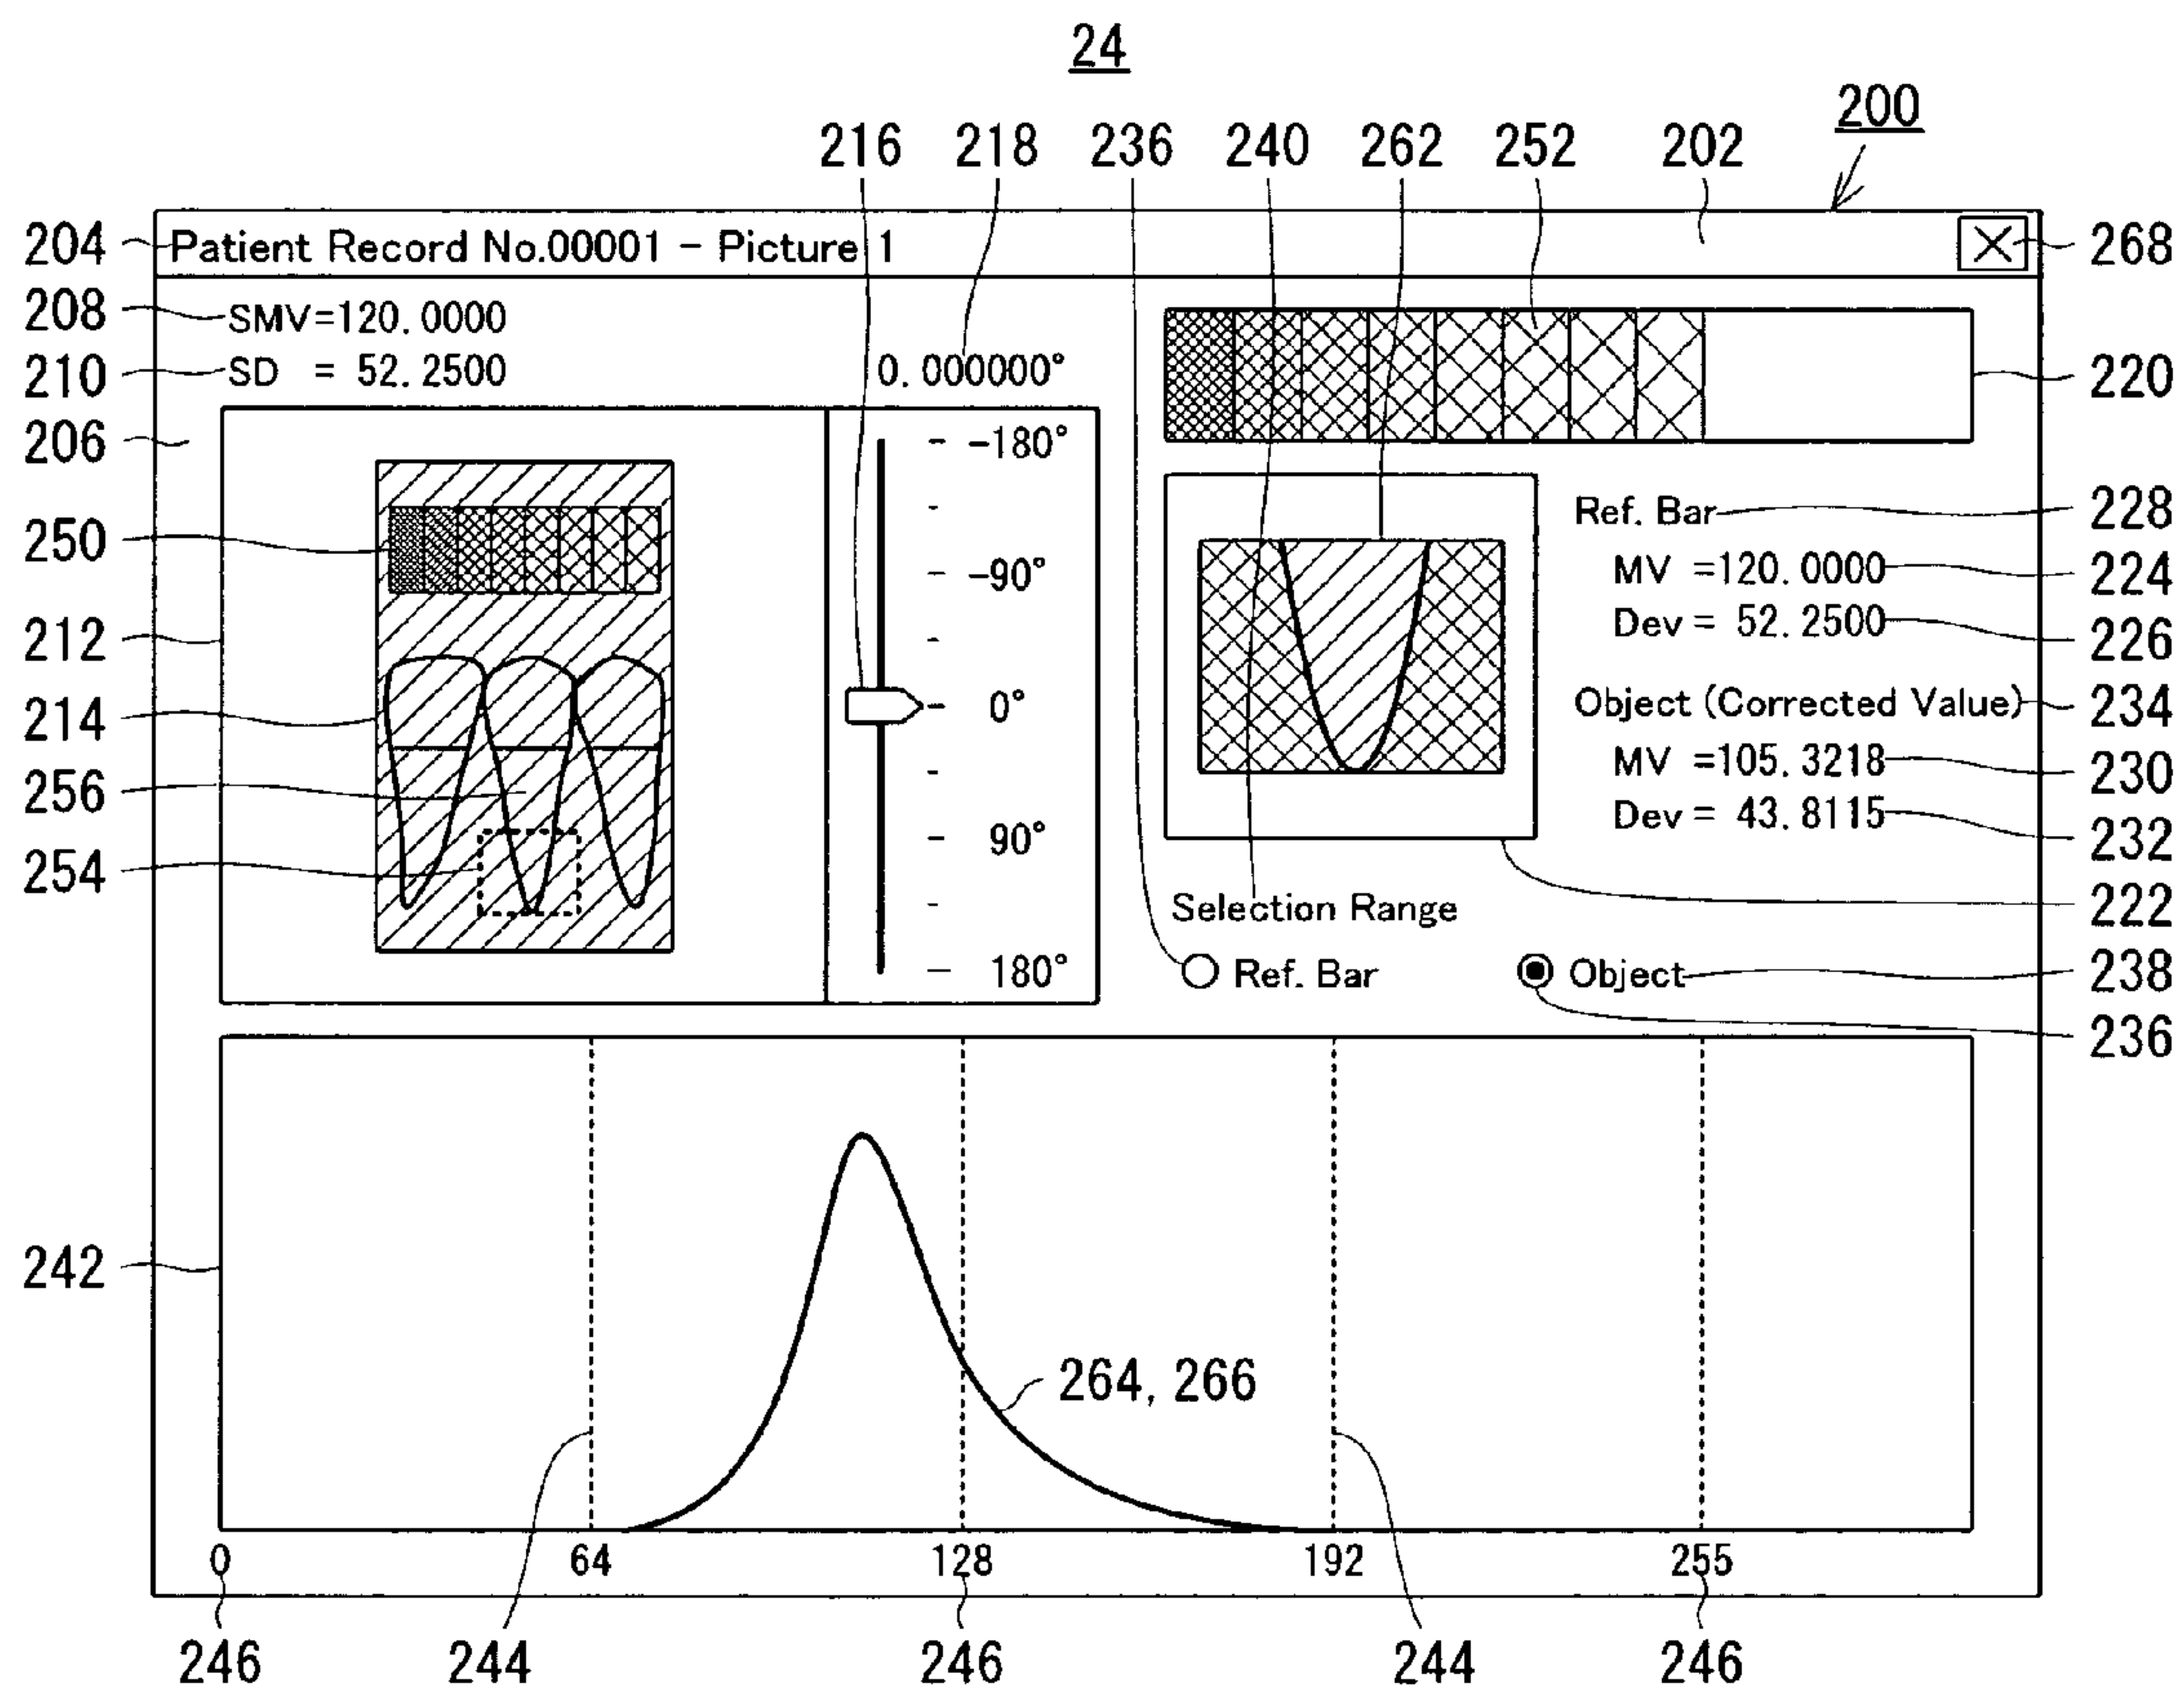 24
200
216 218 236 240 262 252 202
204 Patient Record No.00001 - Picture 1 268
208 SMV=120.0000
210 SD = 52.2500 0.000000° 220
206 -180°
228 Ref. Bar
250 -90° MV =120.0000 224
212 Dev= 52.2500 226
214 0° Object (Corrected Value) 234
256 MV =105.3218 230
90° Dev= 43.8115 232
254 Selection Range 222
180° Ref. Bar Object 238
236
242
264, 266
0 64 128 192 255
246 244 246 244 246